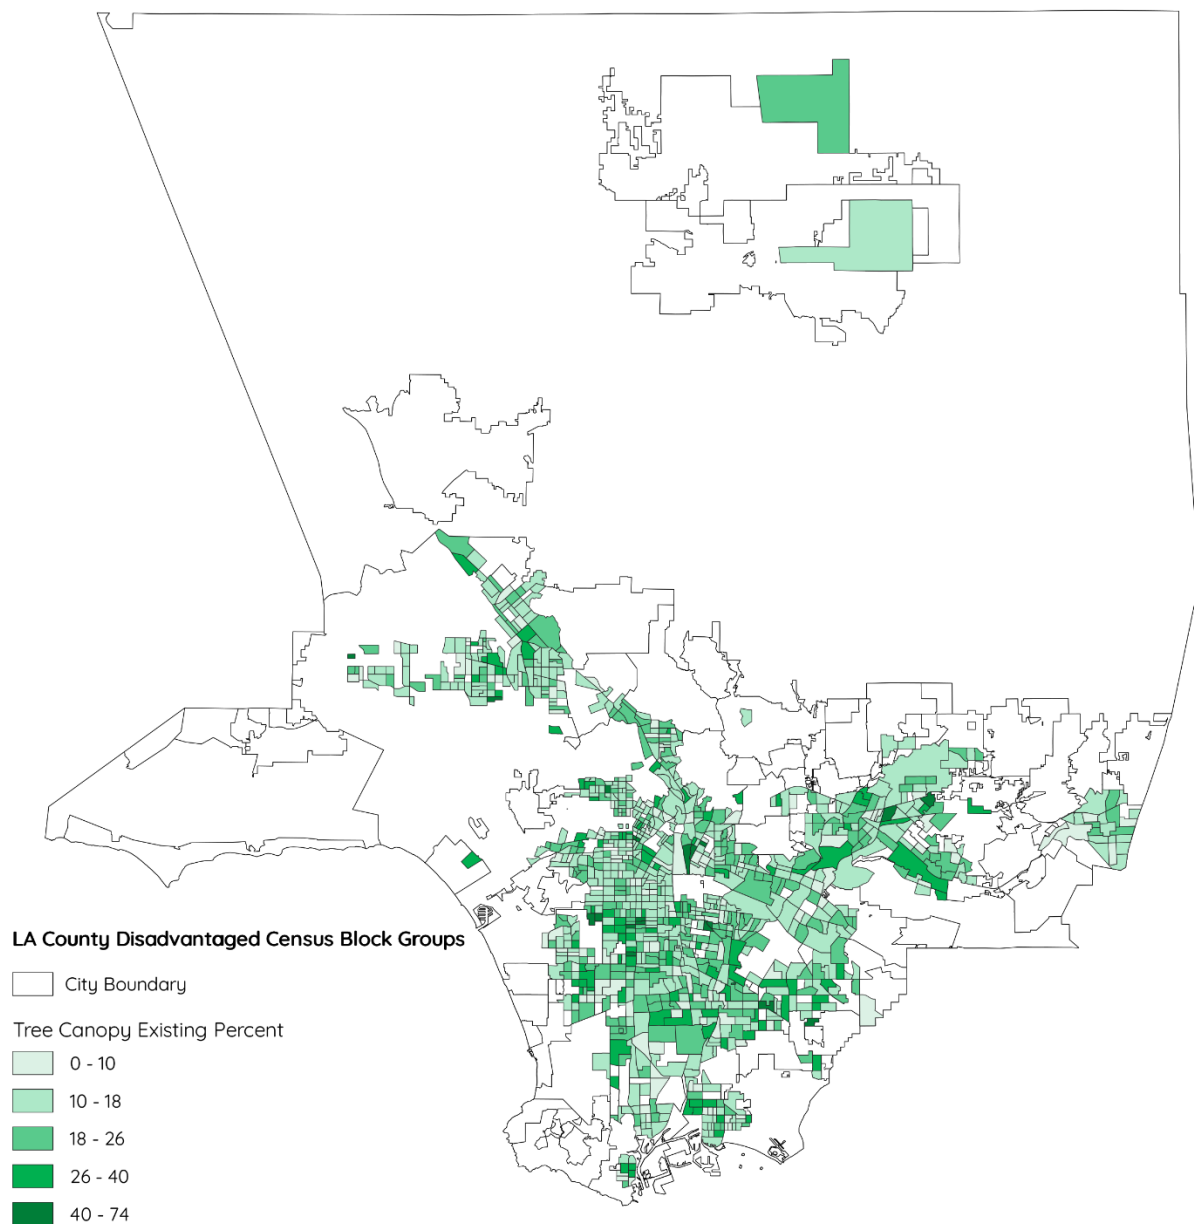 LA County Disadvantaged Census Block Groups
City Boundary
Tree Canopy Existing Percent
0 - 10
10 - 18
18 - 26
26 - 40
40 - 74